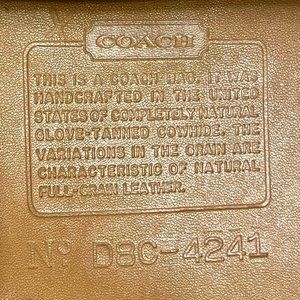 COACH
THIS IS A COACH BAG. IT WAS
HANDCRAFTED IN THE UNITED
STATES OF COMPLETELY NATURAL
GLOVE-TANNED COWHIDE. THE
VARIATIONS IN THE GRAIN ARE
CHARACTERISTIC OF NATURAL
FULL-GRAIN LEATHER.
Nº D8C-4241